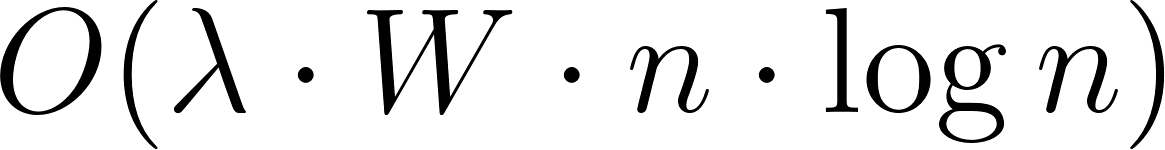 O(λ · W · n · log n)